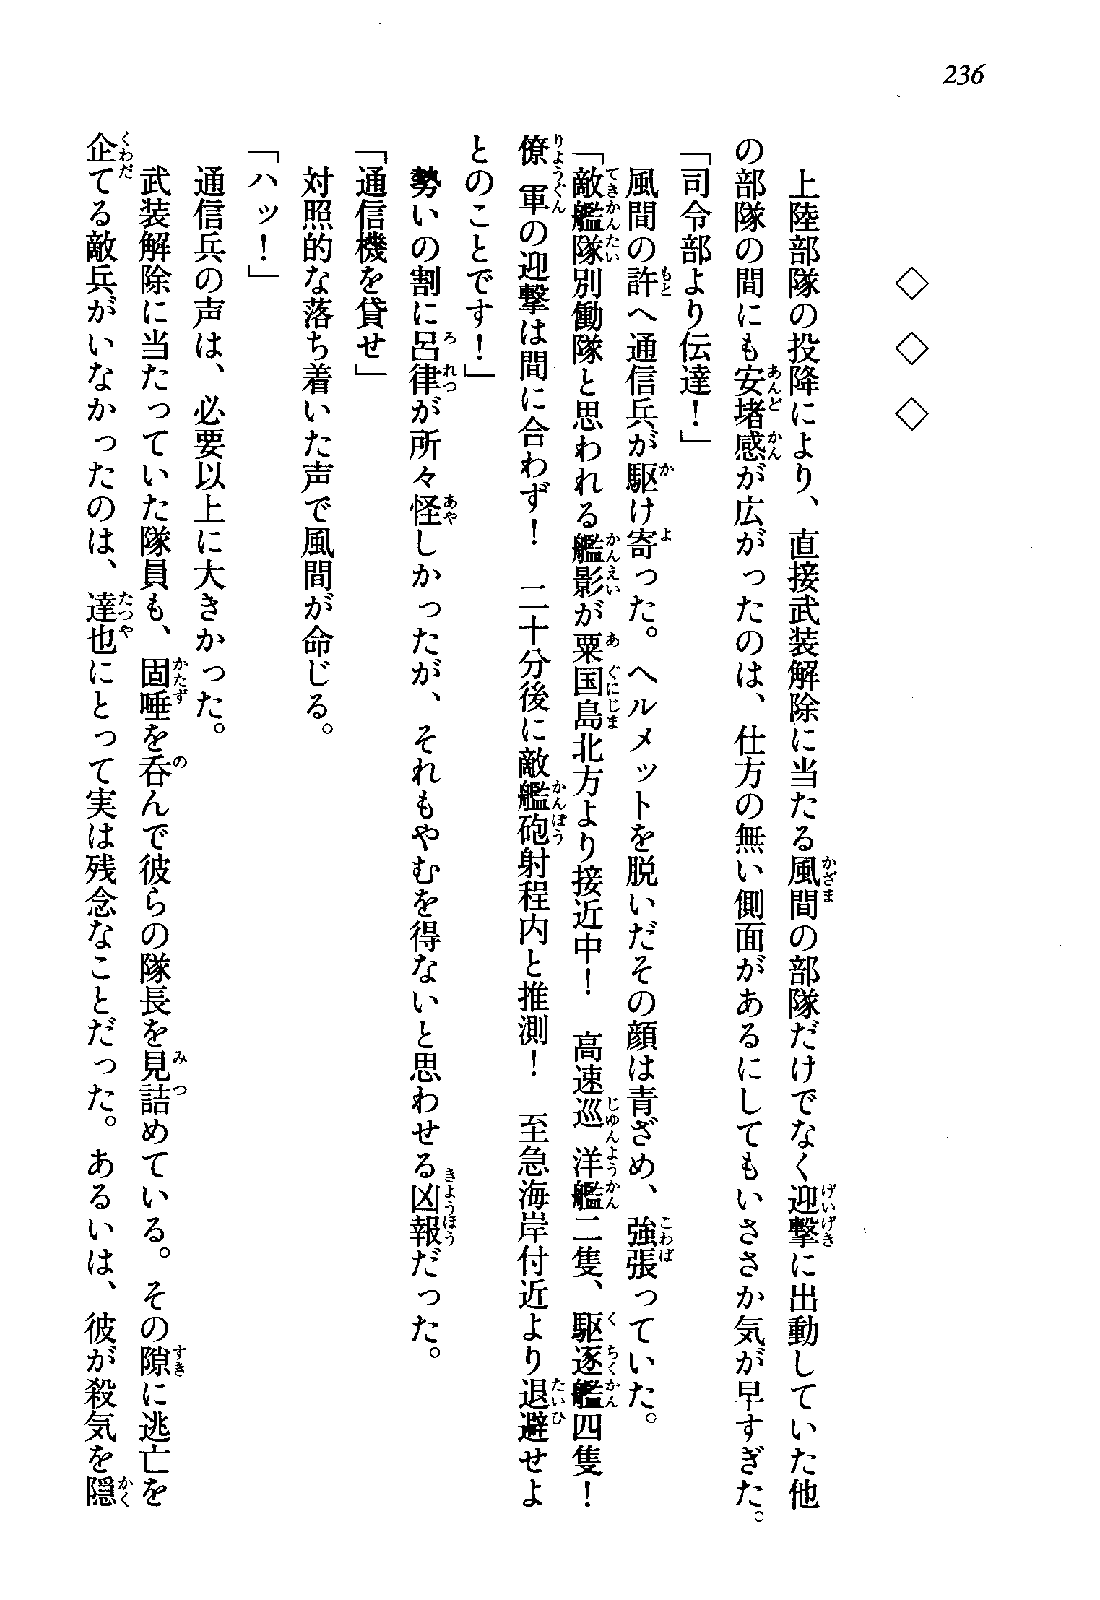 236
◇ ◇ ◇
上陸部隊の投降により、直接武装解除に当たる風間の部隊だけでなく迎撃に出動していた他
の部隊の間にも安堵感が広がったのは、仕方の無い側面があるにしてもいささか気が早すぎた。
「司令部より伝達！」
風間の許へ通信兵が駆け寄った。ヘルメットを脱いだその顔は青ざめ、強張っていた。
「敵艦隊別働隊と思われる艦影が粟国島北方より接近中！　高速巡洋艦二隻、駆逐艦四隻！
僚軍の迎撃は間に合わず！　二十分後に敵艦砲射程内と推測！　至急海岸付近より退避せよ
とのことです！」
勢いの割に呂律が所々怪しかったが、それもやむを得ないと思わせる凶報だった。
「通信機を貸せ」
対照的な落ち着いた声で風間が命じる。
「ハッ！」
通信兵の声は、必要以上に大きかった。
武装解除に当たっていた隊員も、固唾を呑んで彼らの隊長を見詰めている。その隙に逃亡を
企てる敵兵がいなかったのは、達也にとって実は残念なことだった。あるいは、彼が殺気を隠